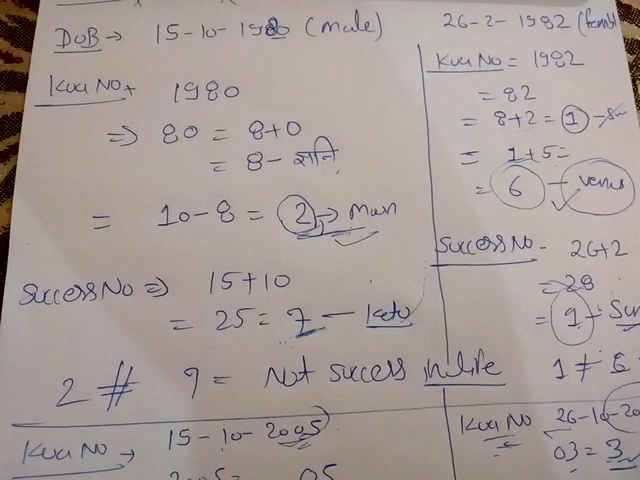 DOB → 15-10-1980 (male)
Kua No → 1980
⇒ 80 = 8+0
= 8 - शनि
= 10-8 = 2 → Moon
Success No ⇒ 15+10
= 25 = 7 — Ketu
2 # 7 = Not success in life
Kua No → 15-10-2005
2005 = 05
26-2-1982
Kua No = 1982
= 82
= 8+2 = 1 - Sun
= 1+5 =
= 6 - venus
Success No - 26+2
= 28
= 1 - Sun
1 ≠ 6
Kua No 26-10-20
03 = 3